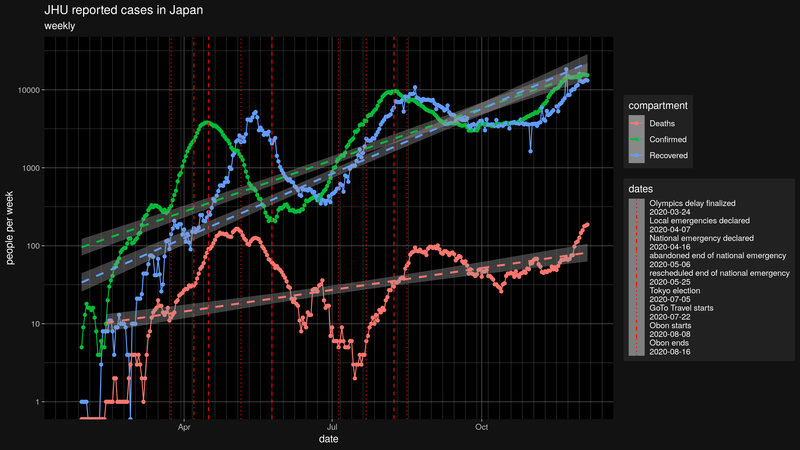 JHU reported cases in Japan
weekly
people per week
10000
1000
100
10
1
Apr
Jul
Oct
date
compartment
Deaths
Confirmed
Recovered
dates
Olympics delay finalized
2020-03-24
Local emergencies declared
2020-04-07
National emergency declared
2020-04-16
abandoned end of national emergency
2020-05-06
rescheduled end of national emergency
2020-05-25
Tokyo election
2020-07-05
GoTo Travel starts
2020-07-22
Obon starts
2020-08-08
Obon ends
2020-08-16